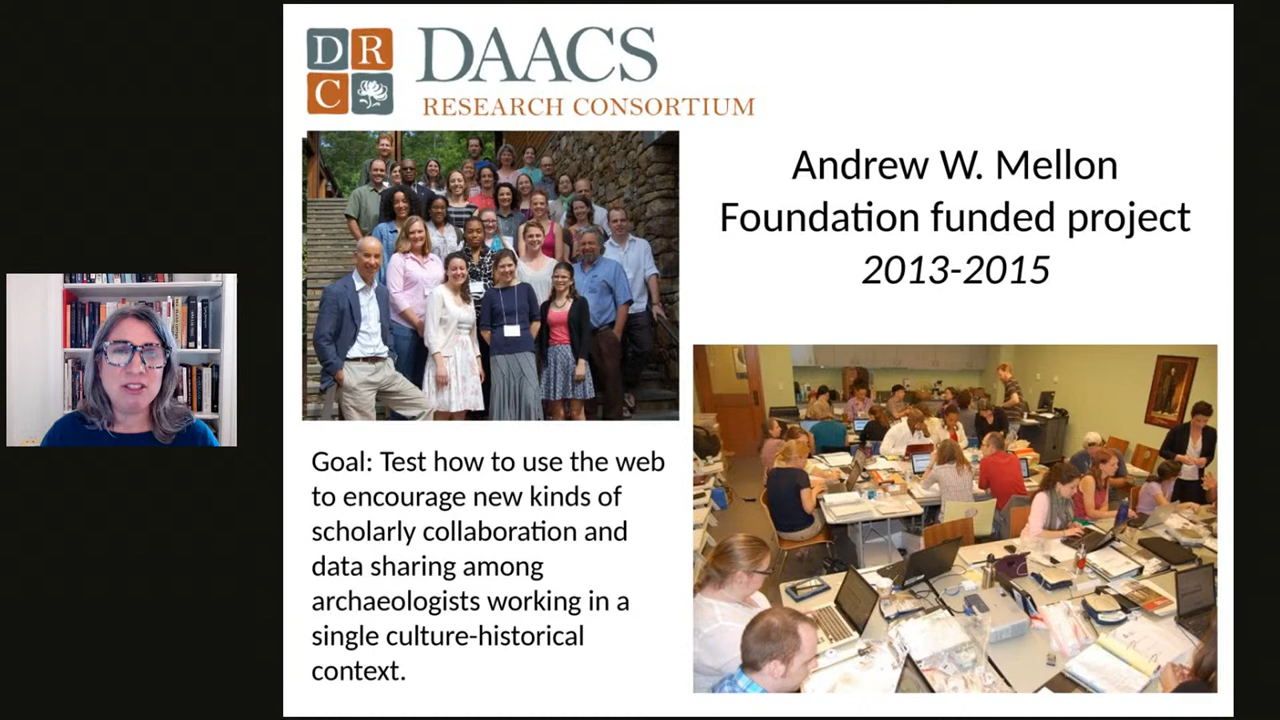 D R
C
DAACS
RESEARCH CONSORTIUM
Andrew W. Mellon
Foundation funded project
2013-2015
Goal: Test how to use the web
to encourage new kinds of
scholarly collaboration and
data sharing among
archaeologists working in a
single culture-historical
context.